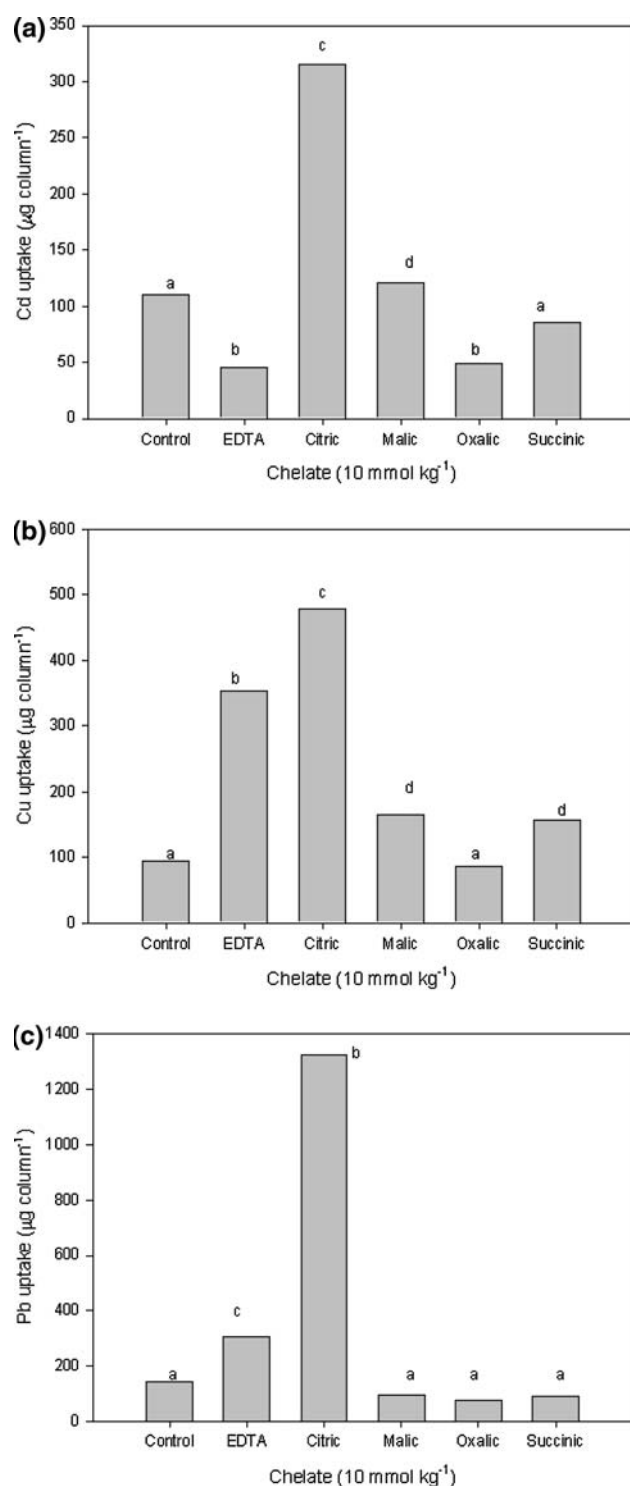 (a)
350
300
250
200
150
100
50
0
Cd uptake (µg column⁻¹)
a
b
c
d
b
a
Control EDTA Citric Malic Oxalic Succinic
Chelate (10 mmol kg⁻¹)
(b)
600
500
400
300
200
100
0
Cu uptake (µg column⁻¹)
a
b
c
d
a
d
Control EDTA Citric Malic Oxalic Succinic
Chelate (10 mmol kg⁻¹)
(c)
1400
1200
1000
800
600
400
200
0
Pb uptake (µg column⁻¹)
a
c
b
a
a
a
Control EDTA Citric Malic Oxalic Succinic
Chelate (10 mmol kg⁻¹)